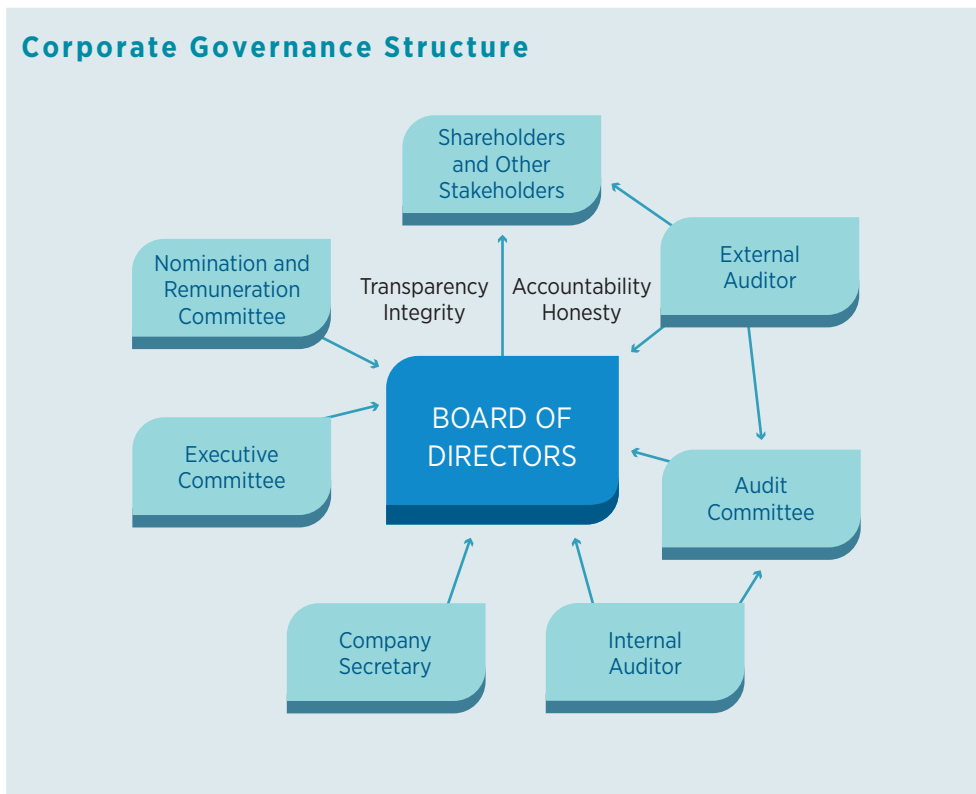 Corporate Governance Structure
Shareholders
and Other
Stakeholders
External
Auditor
Nomination and
Remuneration
Committee
Transparency
Integrity
Accountability
Honesty
BOARD OF
DIRECTORS
Executive
Committee
Audit
Committee
Company
Secretary
Internal
Auditor